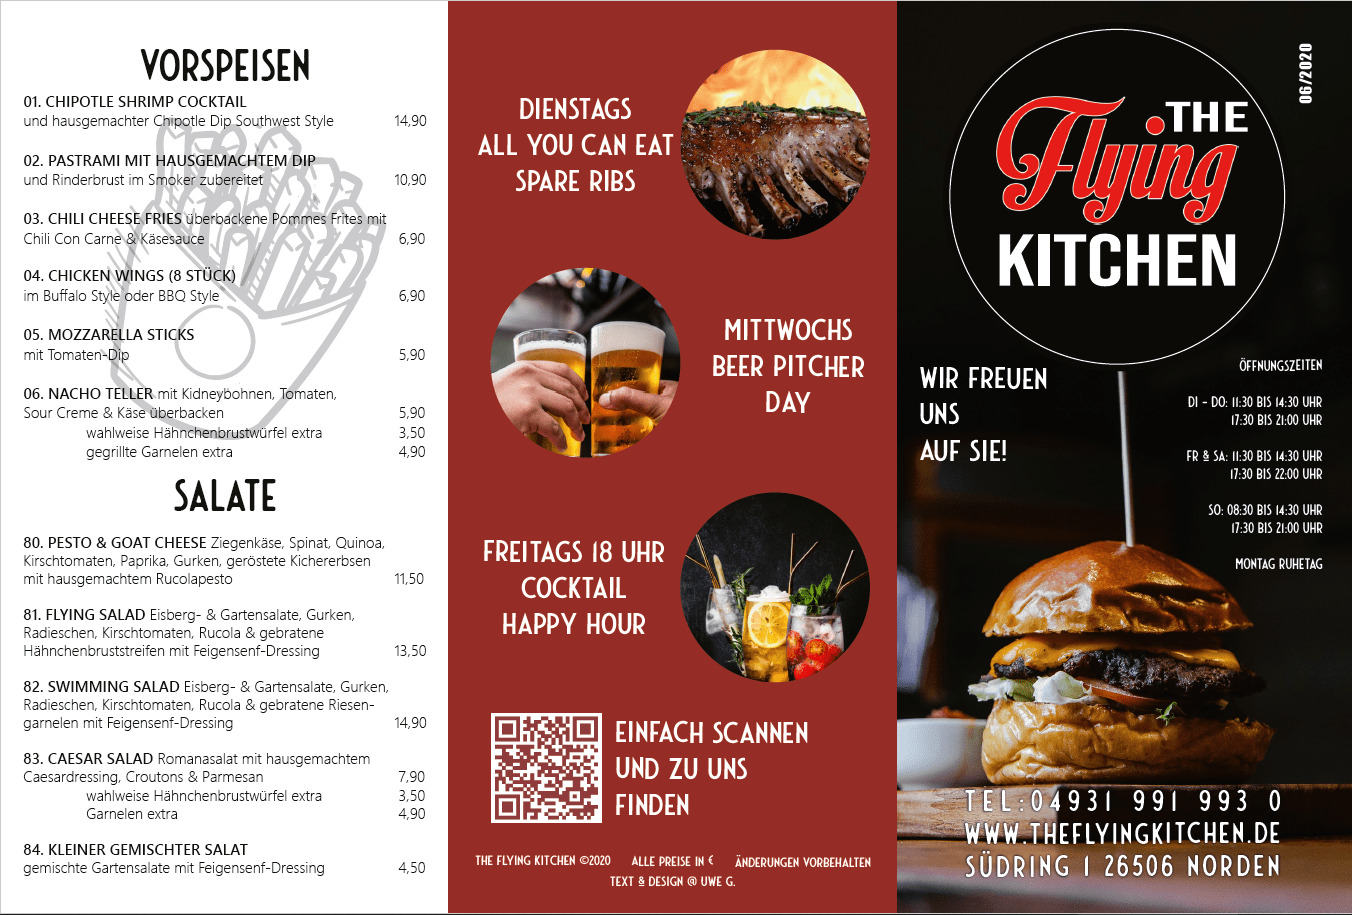 VORSPEISEN
01. CHIPOTLE SHRIMP COCKTAIL
und hausgemachter Chipotle Dip Southwest Style 14,90
02. PASTRAMI MIT HAUSGEMACHTEM DIP
und Rinderbrust im Smoker zubereitet 10,90
03. CHILI CHEESE FRIES überbackene Pommes Frites mit
Chili Con Carne & Käsesauce 6,90
04. CHICKEN WINGS (8 STÜCK)
im Buffalo Style oder BBQ Style 6,90
05. MOZZARELLA STICKS
mit Tomaten-Dip 5,90
06. NACHO TELLER mit Kidneybohnen, Tomaten,
Sour Creme & Käse überbacken 5,90
wahlweise Hähnchenbrustwürfel extra 3,50
gegrillte Garnelen extra 4,90
SALATE
80. PESTO & GOAT CHEESE Ziegenkäse, Spinat, Quinoa,
Kirschtomaten, Paprika, Gurken, geröstete Kichererbsen
mit hausgemachtem Rucolapesto 11,50
81. FLYING SALAD Eisberg- & Gartensalate, Gurken,
Radieschen, Kirschtomaten, Rucola & gebratene
Hähnchenbruststreifen mit Feigensenf-Dressing 13,50
82. SWIMMING SALAD Eisberg- & Gartensalate, Gurken,
Radieschen, Kirschtomaten, Rucola & gebratene Riesen-
garnelen mit Feigensenf-Dressing 14,90
83. CAESAR SALAD Romanasalat mit hausgemachtem
Caesardressing, Croutons & Parmesan 7,90
wahlweise Hähnchenbrustwürfel extra 3,50
Garnelen extra 4,90
84. KLEINER GEMISCHTER SALAT
gemischte Gartensalate mit Feigensenf-Dressing 4,50
DIENSTAGS
ALL YOU CAN EAT
SPARE RIBS
MITTWOCHS
BEER PITCHER
DAY
FREITAGS 18 UHR
COCKTAIL
HAPPY HOUR
EINFACH SCANNEN
UND ZU UNS
FINDEN
THE FLYING KITCHEN ©2020 ALLE PREISE IN € ÄNDERUNGEN VORBEHALTEN
TEXT & DESIGN @ UWE G.
06/2020
THE
Flying
KITCHEN
WIR FREUEN
UNS
AUF SIE!
ÖFFNUNGSZEITEN
DI - DO: 11:30 BIS 14:30 UHR
17:30 BIS 21:00 UHR
FR & SA: 11:30 BIS 14:30 UHR
17:30 BIS 22:00 UHR
SO: 08:30 BIS 14:30 UHR
17:30 BIS 21:00 UHR
MONTAG RUHETAG
TEL:04931 991 993 0
WWW.THEFLYINGKITCHEN.DE
SÜDRING 1 26506 NORDEN